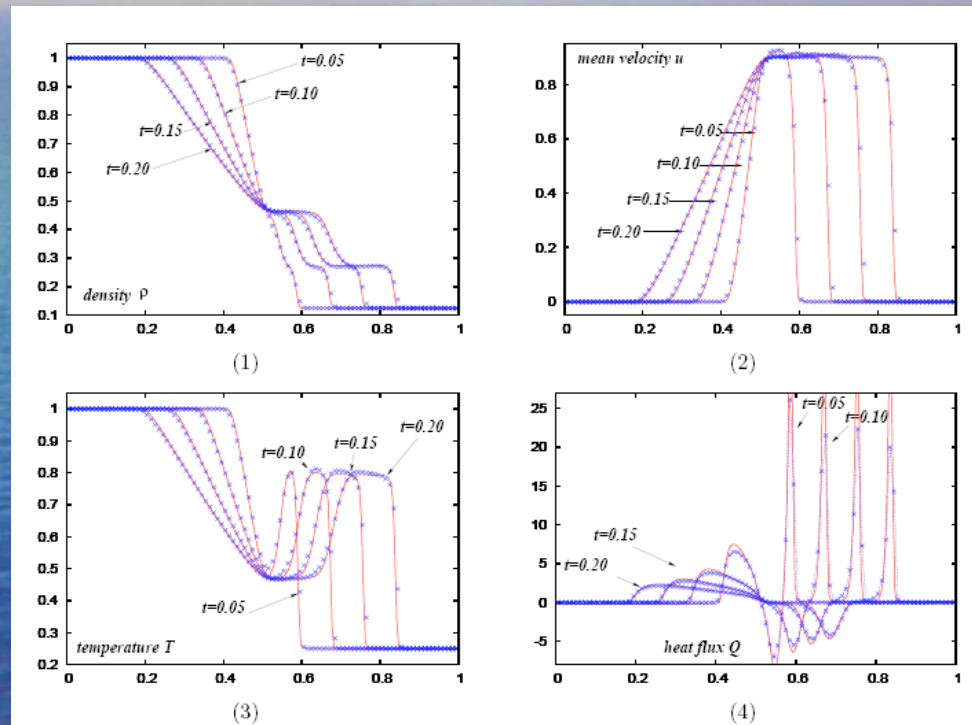 1
0.9
0.8
0.7
0.6
0.5
0.4
0.3
0.2
0.1
t=0.05
t=0.10
t=0.15
t=0.20
density ρ
0 0.2 0.4 0.6 0.8 1
(1)
mean velocity u
0.8
0.6
0.4
0.2
0
t=0.05
t=0.10
t=0.15
t=0.20
0 0.2 0.4 0.6 0.8 1
(2)
1
0.9
0.8
0.7
0.6
0.5
0.4
0.3
0.2
t=0.20
t=0.15
t=0.10
t=0.05
temperature T
0 0.2 0.4 0.6 0.8 1
(3)
25
20
15
10
5
0
-5
t=0.05
t=0.10
t=0.15
t=0.20
heat flux Q
0 0.2 0.4 0.6 0.8 1
(4)